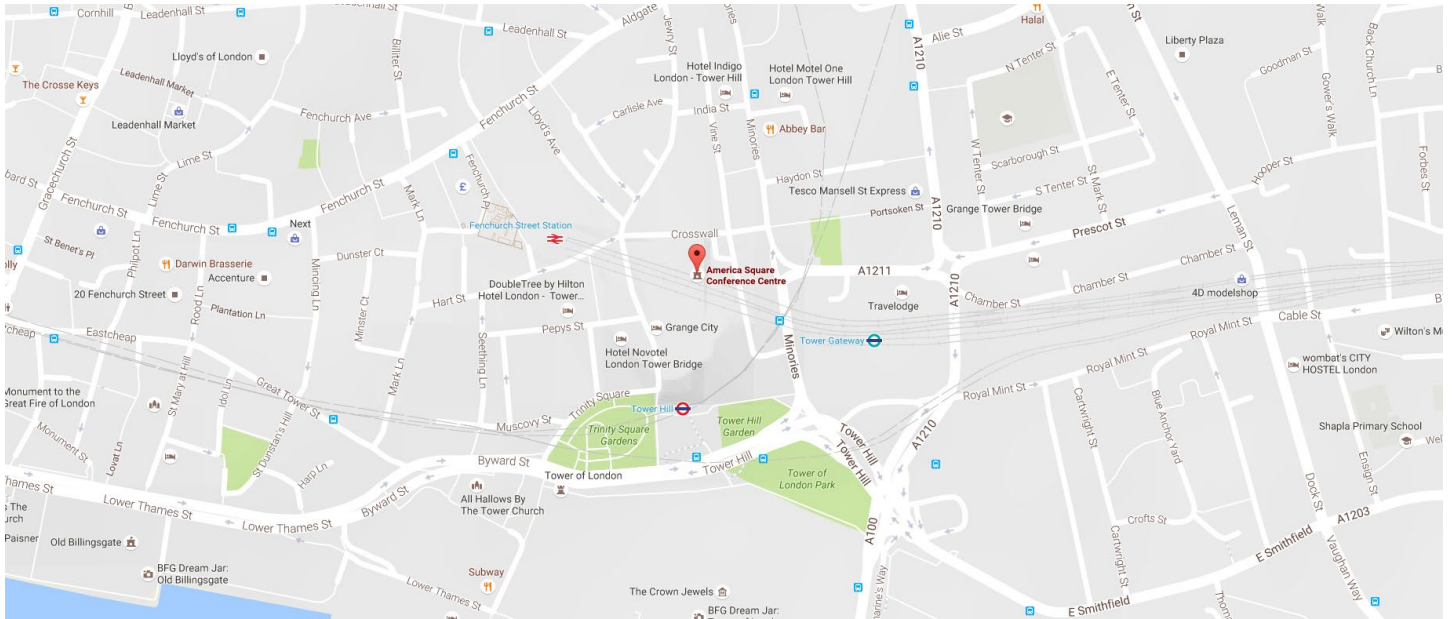 Cornhill
Leadenhall St
Leadenhall St
Aldgate
Jewry St
Minories
A1210
Alie St
Halal
Liberty Plaza
Back Church Ln
Goodman St
Gower's Walk
Lloyd's of London
Billiter St
The Crosse Keys
Leadenhall Market
Leadenhall Market
Fenchurch Ave
Fenchurch St
Lloyd's Ave
Carlisle Ave
Hotel Indigo
London - Tower Hill
Hotel Motel One
London Tower Hill
India St
Vine St
Minories
Abbey Bar
N Tenter St
E Tenter St
W Tenter St
Scarborough St
S Tenter St
St Mark St
Hooper St
Forbes St
Gracechurch St
Lime St
Lime St
Fenchurch St
Fenchurch Pl
Mark Ln
Haydon St
Tesco Mansell St Express
Portsoken St
A1210
Grange Tower Bridge
Prescot St
Leman St
Fenchurch St
Fenchurch St
Next
Fenchurch Street Station
Crosswall
St Benet's Pl
Philpot Ln
Darwin Brasserie
Accenture
Mincing Ln
Dunster Ct
20 Fenchurch Street
Rood Ln
Plantation Ln
Minster Ct
Hart St
DoubleTree by Hilton
Hotel London - Tower...
America Square
Conference Centre
A1211
A1210
Travelodge
Chamber St
Chamber St
Chamber St
4D modelshop
Cable St
Royal Mint St
Eastcheap
Pepys St
Grange City
Hotel Novotel
London Tower Bridge
Seething Ln
Tower Gateway
Minories
Wilton's
wombat's CITY
HOSTEL London
Royal Mint St
Royal Mint St
Monument to the
Great Fire of London
St Mary at Hill
Idol Ln
Great Tower St
Mark Ln
Trinity Square
Tower Hill
Muscovy St
Trinity Square
Gardens
Tower Hill
Garden
Tower Hill
Tower Hill
A1210
Cartwright St
Blue Anchor Yard
Shapla Primary School
Monument St
Lovat Ln
St Dunstan's Hill
Harp Ln
Byward St
Tower of London
Tower Hill
Tower of
London Park
Ensign St
Dock St
Thames St
Lower Thames St
Lower Thames St
Byward St
All Hallows By
The Tower Church
A100
Crofts St
A1203
E Smithfield
Vaughan Way
Cartwright St
Old Billingsgate
BFG Dream Jar:
Old Billingsgate
Subway
Lower Thames St
The Crown Jewels
BFG Dream Jar:
E Smithfield